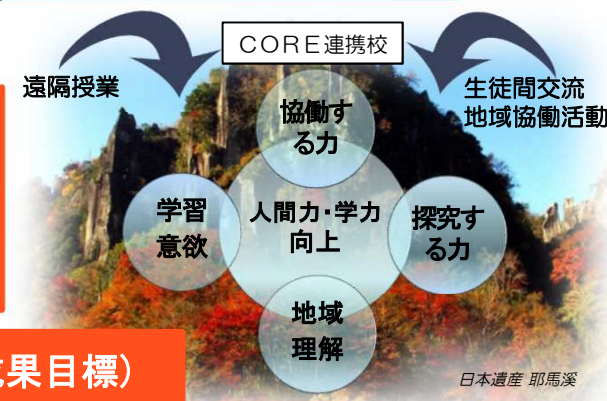 CORE連携校
遠隔授業
生徒間交流
地域協働活動
協働す
る力
学習
意欲
人間力・学力
向上
探究す
る力
地域
理解
果目標）
日本遺産 耶馬溪